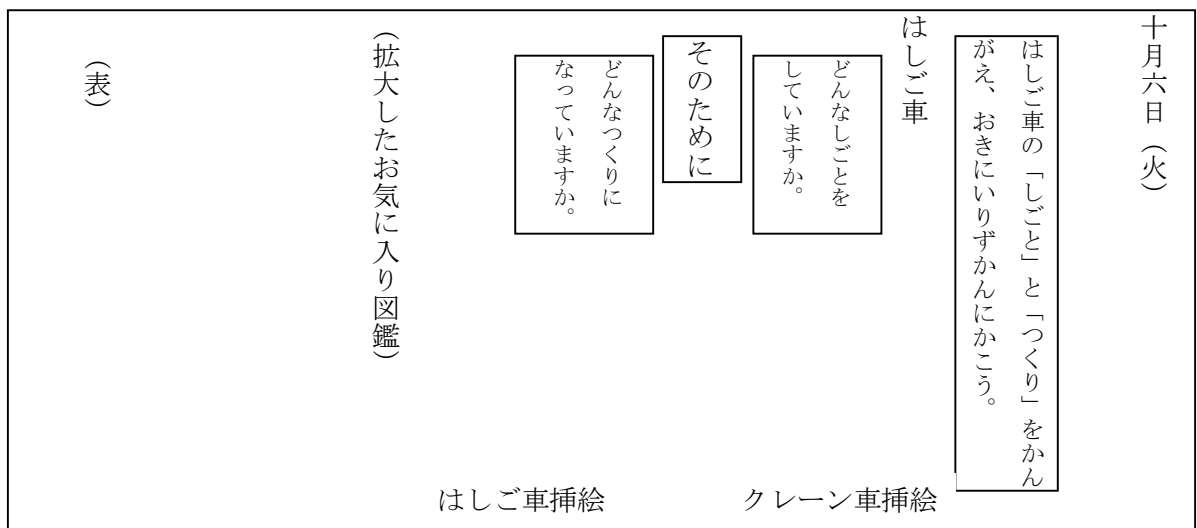 十月六日（火）
はしご車の「しごと」と「つくり」をかん
がえ、おきにいりずかんにかこう。
はしご車
どんなしごとを
していますか。
そのために
どんなつくりに
なっていますか。
（拡大したお気に入り図鑑）
（表）
クレーン車挿絵
はしご車挿絵